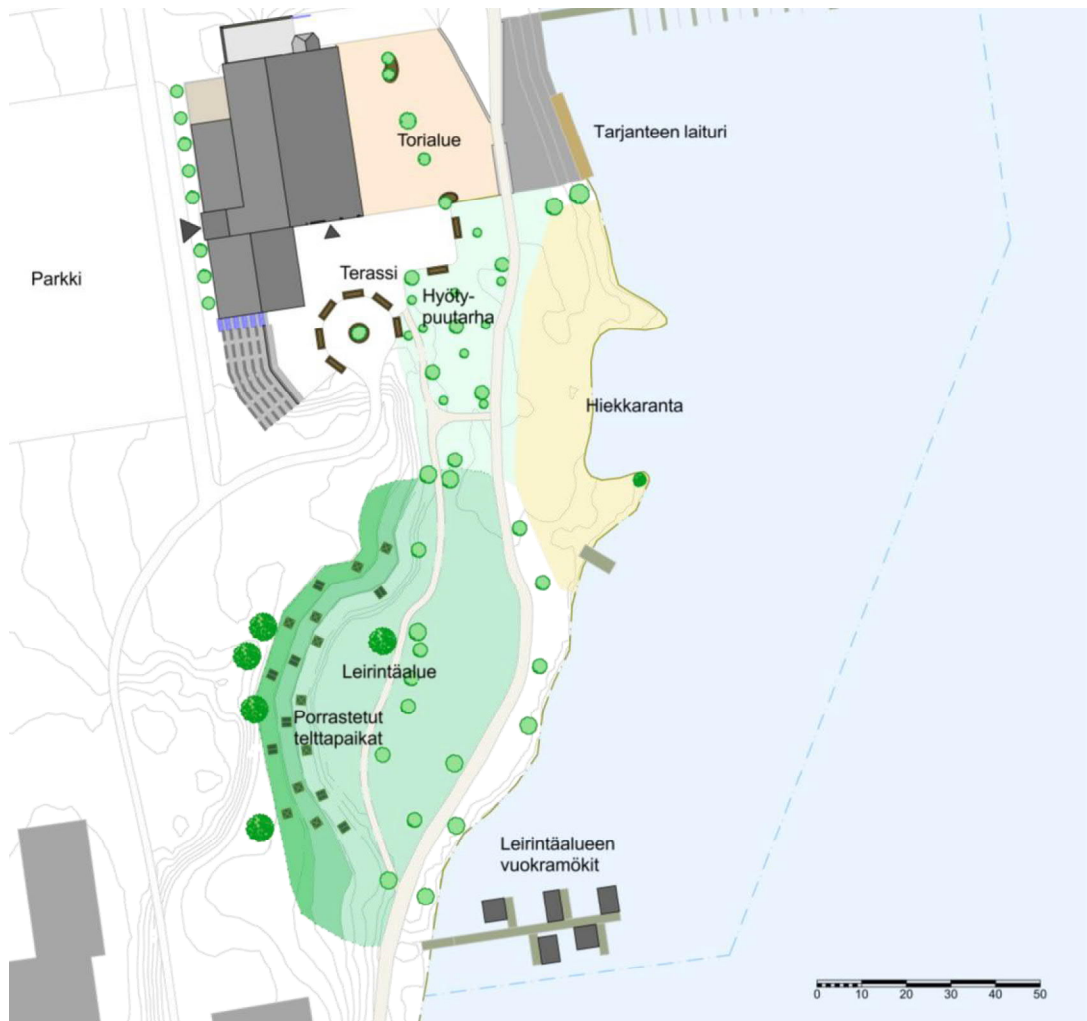 Torialue
Tarjanteen laituri
Parkki
Terassi
Hyöty-
puutarha
Hiekkaranta
Leirintäalue
Porrastetut
telttapaikat
Leirintäalueen
vuokramökit
0 10 20 30 40 50